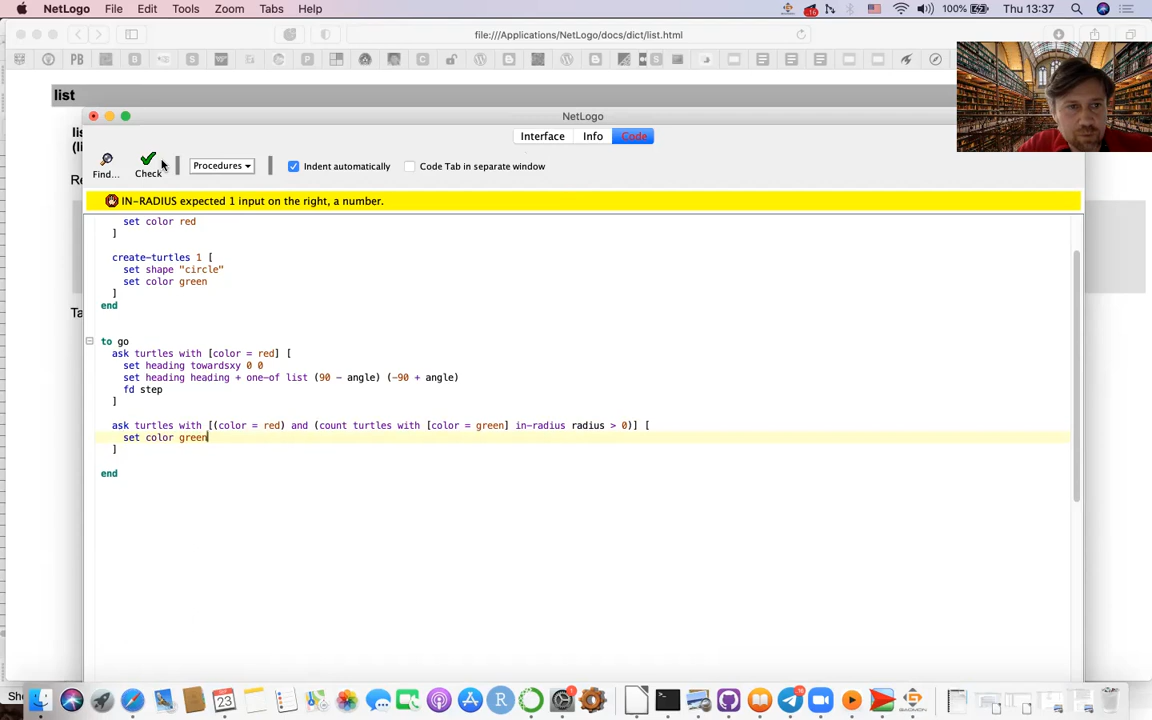 NetLogo File Edit Tools Zoom Tabs Help 100% Thu 13:37
file:///Applications/NetLogo/docs/dict/list.html
PB
list
NetLogo
Interface Info Code
Find... Check Procedures Indent automatically Code Tab in separate window
IN-RADIUS expected 1 input on the right, a number.
set color red
]
create-turtles 1 [
set shape "circle"
set color green
]
end
to go
ask turtles with [color = red] [
set heading towardsxy 0 0
set heading heading + one-of list (90 - angle) (-90 + angle)
fd step
]
ask turtles with [(color = red) and (count turtles with [color = green] in-radius radius > 0)] [
set color green
]
end